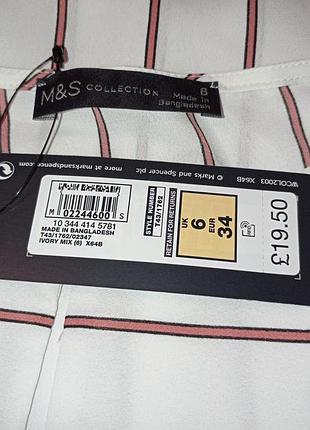 M&S COLLECTION
6
Made in
Bangladesh
WCOL2003 X64B
© Marks and Spencer plc
more at marksandspencer.com
M 02244600 S
10 344 414 5781
MADE IN BANGLADESH
T43/1762/02347
IVORY MIX (6) X64B
STYLE NUMBER
T43/1762
RETAIN FOR RETURNS
UK 6
EUR 34
£19.50